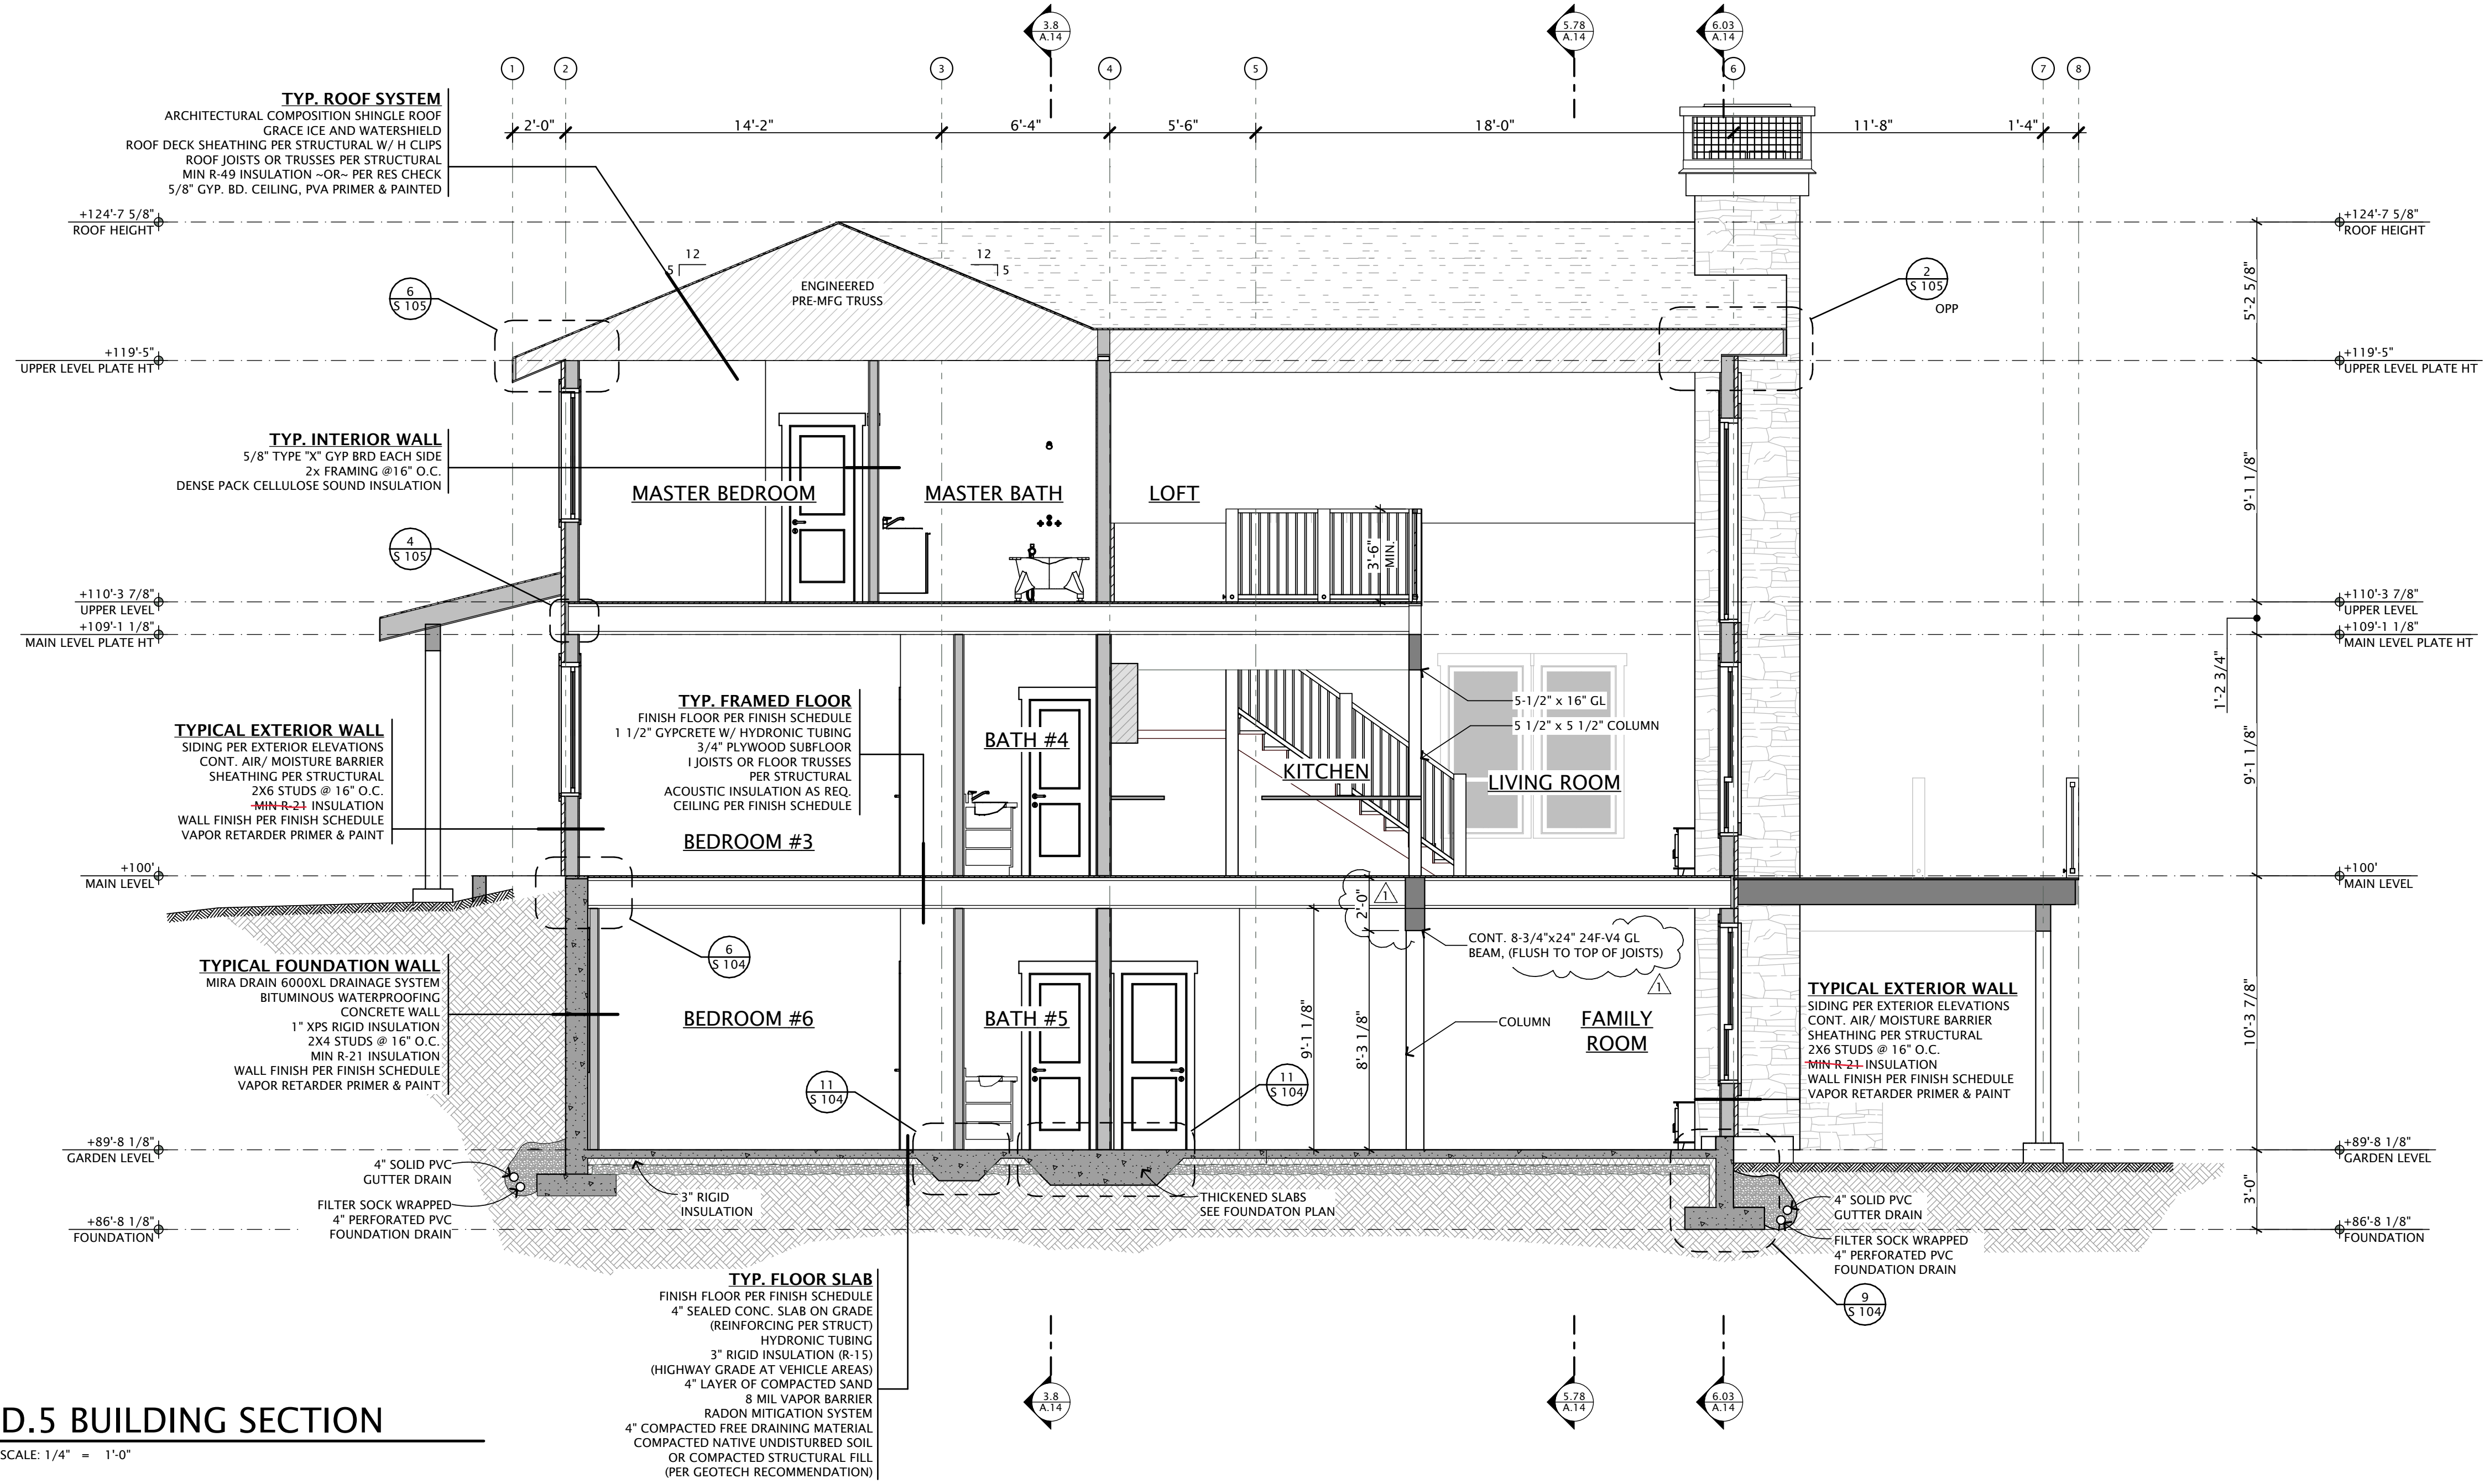 3.8
A.14
5.78
A.14
6.03
A.14
1
2
3
4
5
6
7
8
2'-0"
14'-2"
6'-4"
5'-6"
18'-0"
11'-8"
1'-4"
TYP. ROOF SYSTEM
ARCHITECTURAL COMPOSITION SHINGLE ROOF
GRACE ICE AND WATERSHIELD
ROOF DECK SHEATHING PER STRUCTURAL W/ H CLIPS
ROOF JOISTS OR TRUSSES PER STRUCTURAL
MIN R-49 INSULATION ~OR~ PER RES CHECK
5/8" GYP. BD. CEILING, PVA PRIMER & PAINTED
+124'-7 5/8"
ROOF HEIGHT
+124'-7 5/8"
ROOF HEIGHT
12
5
12
5
ENGINEERED
PRE-MFG TRUSS
6
S 105
2
S 105
OPP
5'-2 5/8"
+119'-5"
UPPER LEVEL PLATE HT
+119'-5"
UPPER LEVEL PLATE HT
TYP. INTERIOR WALL
5/8" TYPE "X" GYP BRD EACH SIDE
2x FRAMING @16" O.C.
DENSE PACK CELLULOSE SOUND INSULATION
MASTER BEDROOM
MASTER BATH
LOFT
3'-6"
MIN.
9'-1 1/8"
4
S 105
+110'-3 7/8"
UPPER LEVEL
+109'-1 1/8"
MAIN LEVEL PLATE HT
+110'-3 7/8"
UPPER LEVEL
+109'-1 1/8"
MAIN LEVEL PLATE HT
1'-2 3/4"
TYP. FRAMED FLOOR
FINISH FLOOR PER FINISH SCHEDULE
1 1/2" GYPCRETE W/ HYDRONIC TUBING
3/4" PLYWOOD SUBFLOOR
I JOISTS OR FLOOR TRUSSES
PER STRUCTURAL
ACOUSTIC INSULATION AS REQ.
CEILING PER FINISH SCHEDULE
5-1/2" x 16" GL
5 1/2" x 5 1/2" COLUMN
TYPICAL EXTERIOR WALL
SIDING PER EXTERIOR ELEVATIONS
CONT. AIR/ MOISTURE BARRIER
SHEATHING PER STRUCTURAL
2X6 STUDS @ 16" O.C.
MIN R-21 INSULATION
WALL FINISH PER FINISH SCHEDULE
VAPOR RETARDER PRIMER & PAINT
BEDROOM #3
BATH #4
KITCHEN
LIVING ROOM
9'-1 1/8"
+100'
MAIN LEVEL
+100'
MAIN LEVEL
2'-0"
1
CONT. 8-3/4"x24" 24F-V4 GL
BEAM, (FLUSH TO TOP OF JOISTS)
1
6
S 104
TYPICAL FOUNDATION WALL
MIRA DRAIN 6000XL DRAINAGE SYSTEM
BITUMINOUS WATERPROOFING
CONCRETE WALL
1" XPS RIGID INSULATION
2X4 STUDS @ 16" O.C.
MIN R-21 INSULATION
WALL FINISH PER FINISH SCHEDULE
VAPOR RETARDER PRIMER & PAINT
BEDROOM #6
BATH #5
9'-1 1/8"
8'-3 1/8"
COLUMN
FAMILY
ROOM
TYPICAL EXTERIOR WALL
SIDING PER EXTERIOR ELEVATIONS
CONT. AIR/ MOISTURE BARRIER
SHEATHING PER STRUCTURAL
2X6 STUDS @ 16" O.C.
MIN R-21 INSULATION
WALL FINISH PER FINISH SCHEDULE
VAPOR RETARDER PRIMER & PAINT
10'-3 7/8"
11
S 104
11
S 104
+89'-8 1/8"
GARDEN LEVEL
+89'-8 1/8"
GARDEN LEVEL
4" SOLID PVC
GUTTER DRAIN
FILTER SOCK WRAPPED
4" PERFORATED PVC
FOUNDATION DRAIN
3" RIGID
INSULATION
THICKENED SLABS
SEE FOUNDATON PLAN
4" SOLID PVC
GUTTER DRAIN
FILTER SOCK WRAPPED
4" PERFORATED PVC
FOUNDATION DRAIN
3'-0"
+86'-8 1/8"
FOUNDATION
+86'-8 1/8"
FOUNDATION
9
S 104
TYP. FLOOR SLAB
FINISH FLOOR PER FINISH SCHEDULE
4" SEALED CONC. SLAB ON GRADE
(REINFORCING PER STRUCT)
HYDRONIC TUBING
3" RIGID INSULATION (R-15)
(HIGHWAY GRADE AT VEHICLE AREAS)
4" LAYER OF COMPACTED SAND
8 MIL VAPOR BARRIER
RADON MITIGATION SYSTEM
4" COMPACTED FREE DRAINING MATERIAL
COMPACTED NATIVE UNDISTURBED SOIL
OR COMPACTED STRUCTURAL FILL
(PER GEOTECH RECOMMENDATION)
3.8
A.14
5.78
A.14
6.03
A.14
D.5 BUILDING SECTION
SCALE: 1/4" = 1'-0"